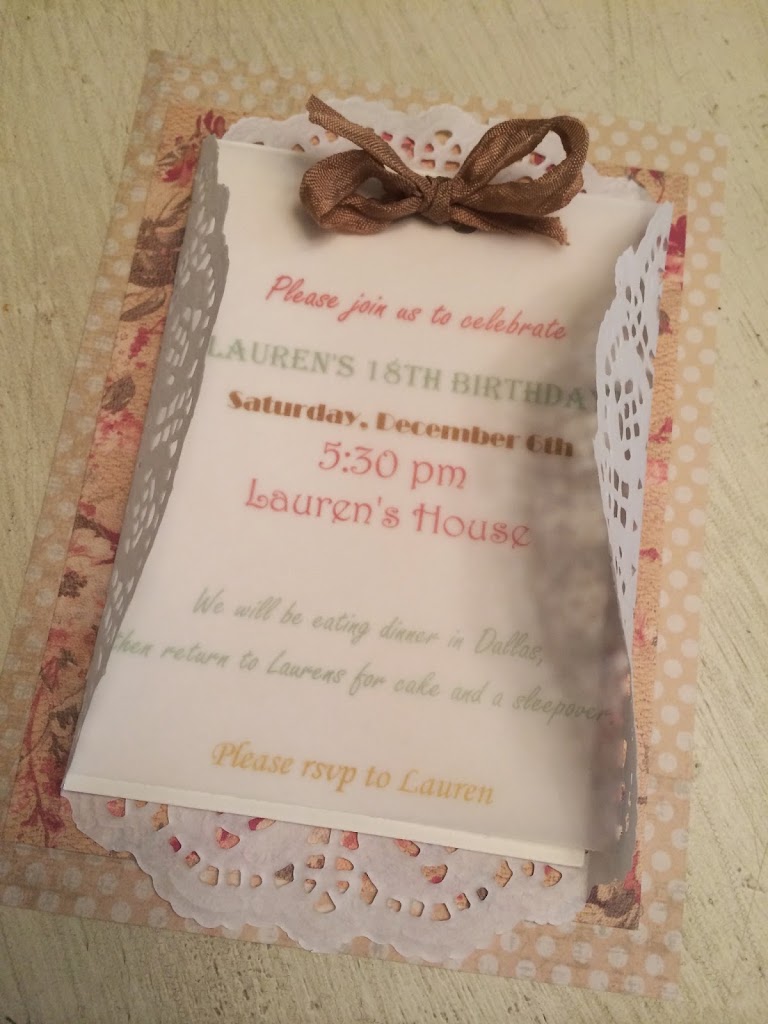 Please join us to celebrate
LAUREN'S 18TH BIRTHDAY
Saturday, December 6th
5:30 pm
Lauren's House
We will be eating dinner in Dallas,
then return to Laurens for cake and a sleepover.
Please rsvp to Lauren